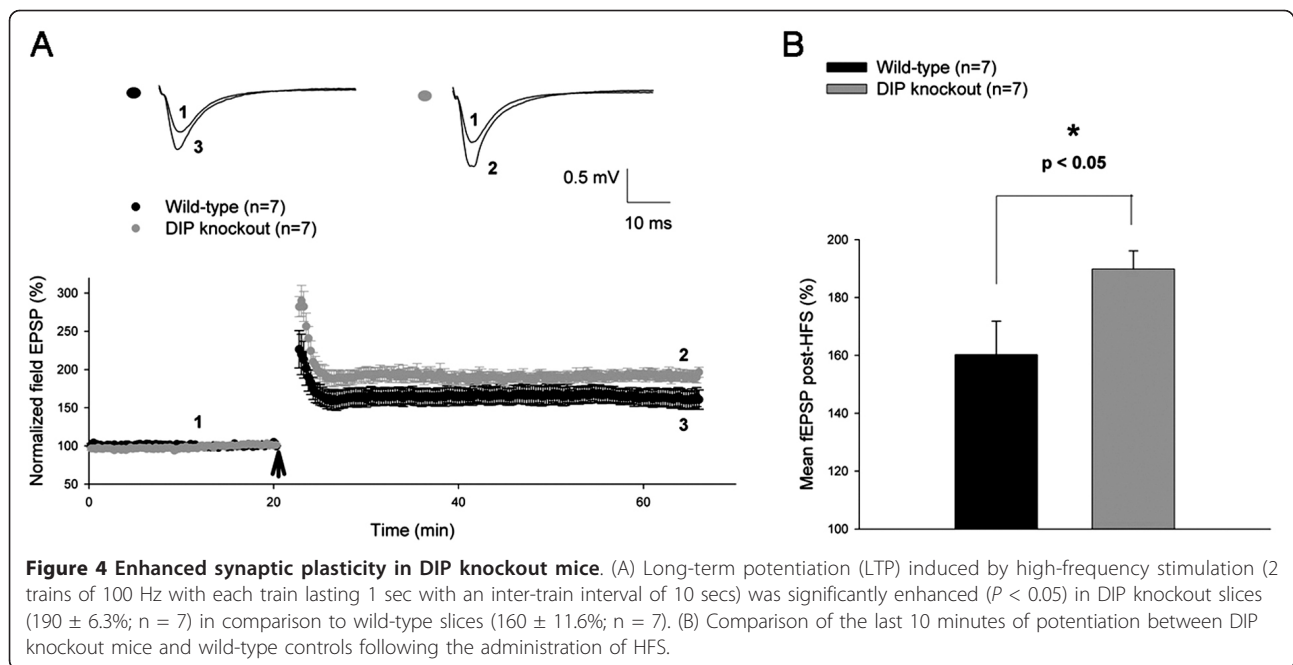 A
1
3
1
2
0.5 mV
10 ms
Wild-type (n=7)
DIP knockout (n=7)
Normalized field EPSP (%)
300
250
200
150
100
50
1
2
3
0
20
40
60
Time (min)
B
Wild-type (n=7)
DIP knockout (n=7)
*
p < 0.05
Mean fEPSP post-HFS (%)
200
180
160
140
120
100
Figure 4 Enhanced synaptic plasticity in DIP knockout mice. (A) Long-term potentiation (LTP) induced by high-frequency stimulation (2
trains of 100 Hz with each train lasting 1 sec with an inter-train interval of 10 secs) was significantly enhanced (P < 0.05) in DIP knockout slices
(190 ± 6.3%; n = 7) in comparison to wild-type slices (160 ± 11.6%; n = 7). (B) Comparison of the last 10 minutes of potentiation between DIP
knockout mice and wild-type controls following the administration of HFS.